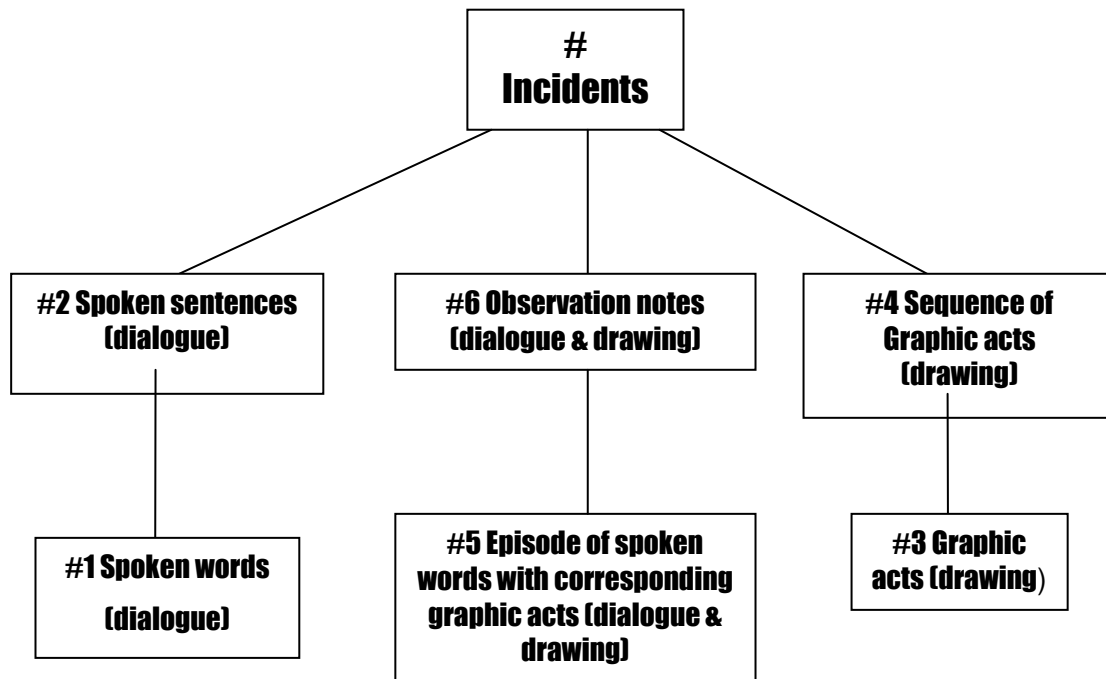 #
Incidents
#2 Spoken sentences
(dialogue)
#6 Observation notes
(dialogue & drawing)
#4 Sequence of
Graphic acts
(drawing)
#1 Spoken words
(dialogue)
#5 Episode of spoken
words with corresponding
graphic acts (dialogue &
drawing)
#3 Graphic
acts (drawing)